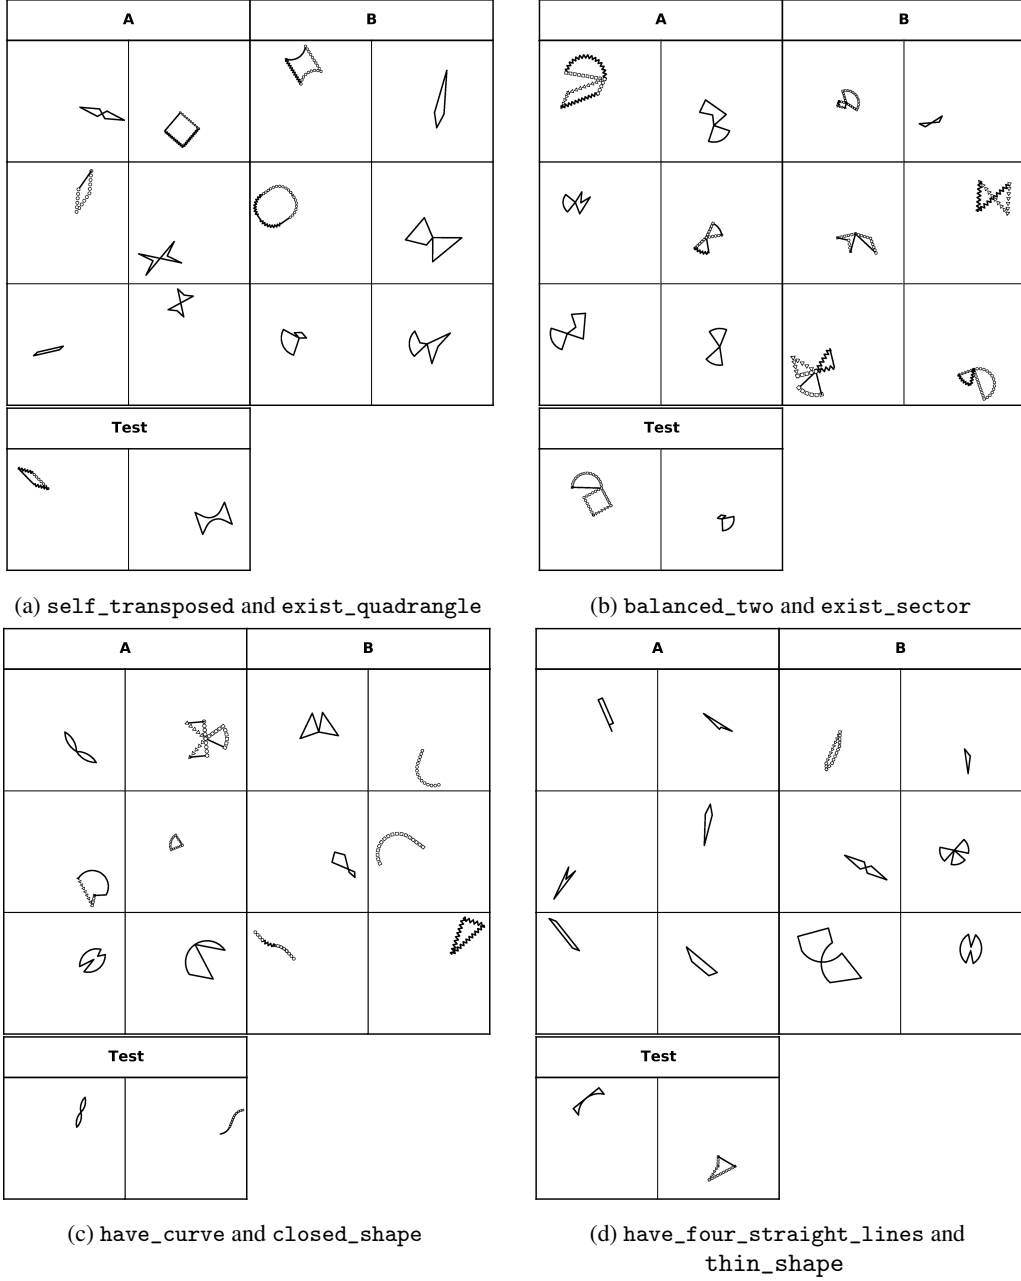 A B
A B
Test
Test
(a) self_transposed and exist_quadrangle
(b) balanced_two and exist_sector
A B
A B
Test
Test
(c) have_curve and closed_shape
(d) have_four_straight_lines and
thin_shape